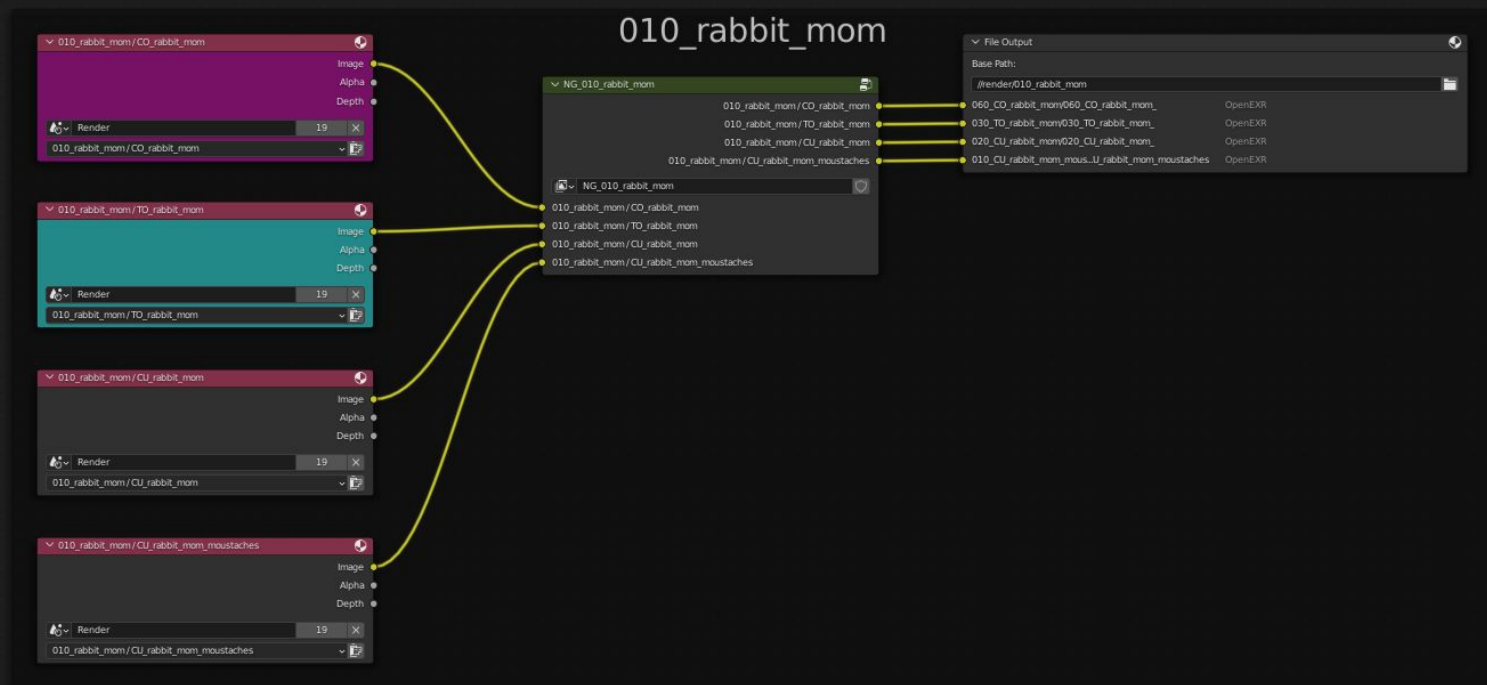 010_rabbit_mom
010_rabbit_mom/CO_rabbit_mom
Image
Alpha
Depth
Render 19
010_rabbit_mom/CO_rabbit_mom
010_rabbit_mom/TO_rabbit_mom
Image
Alpha
Depth
Render 19
010_rabbit_mom/TO_rabbit_mom
010_rabbit_mom/CU_rabbit_mom
Image
Alpha
Depth
Render 19
010_rabbit_mom/CU_rabbit_mom
010_rabbit_mom/CU_rabbit_mom_moustaches
Image
Alpha
Depth
Render 19
010_rabbit_mom/CU_rabbit_mom_moustaches
NG_010_rabbit_mom
010_rabbit_mom/CO_rabbit_mom
010_rabbit_mom/TO_rabbit_mom
010_rabbit_mom/CU_rabbit_mom
010_rabbit_mom/CU_rabbit_mom_moustaches
NG_010_rabbit_mom
010_rabbit_mom/CO_rabbit_mom
010_rabbit_mom/TO_rabbit_mom
010_rabbit_mom/CU_rabbit_mom
010_rabbit_mom/CU_rabbit_mom_moustaches
File Output
Base Path:
//render/010_rabbit_mom
060_CO_rabbit_mom/060_CO_rabbit_mom_ OpenEXR
030_TO_rabbit_mom/030_TO_rabbit_mom_ OpenEXR
020_CU_rabbit_mom/020_CU_rabbit_mom_ OpenEXR
010_CU_rabbit_mom_mous...U_rabbit_mom_moustaches OpenEXR